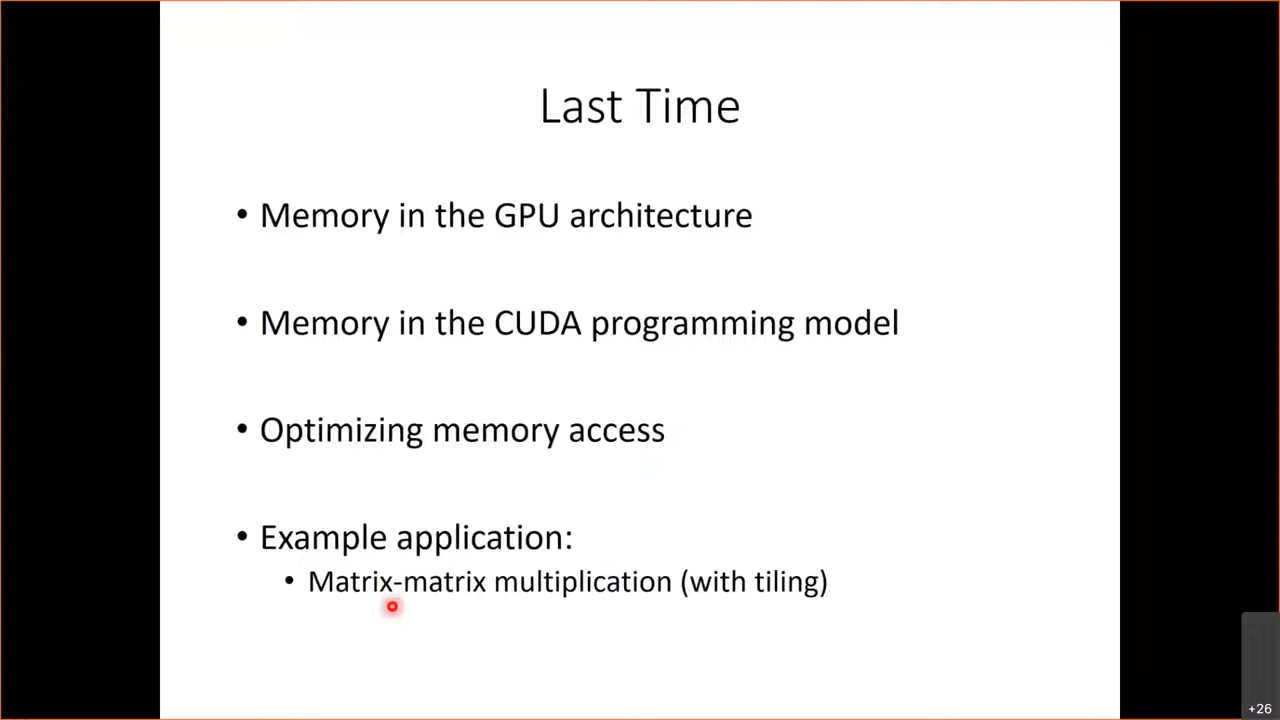 Last Time
• Memory in the GPU architecture
• Memory in the CUDA programming model
• Optimizing memory access
• Example application:
• Matrix-matrix multiplication (with tiling)
+26